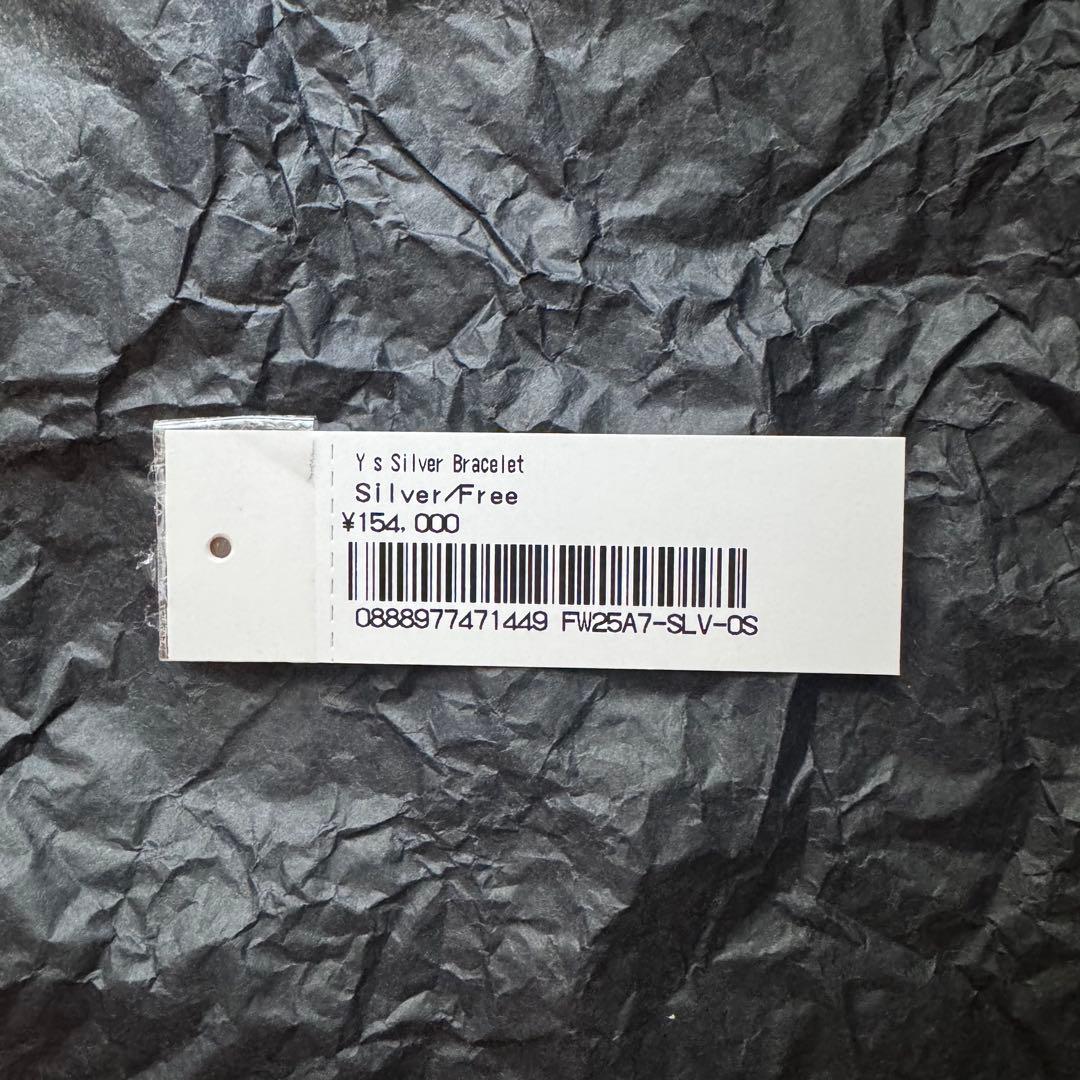 Y s Silver Bracelet
Silver/Free
¥154,000
0888977471449 FW25A7-SLV-OS